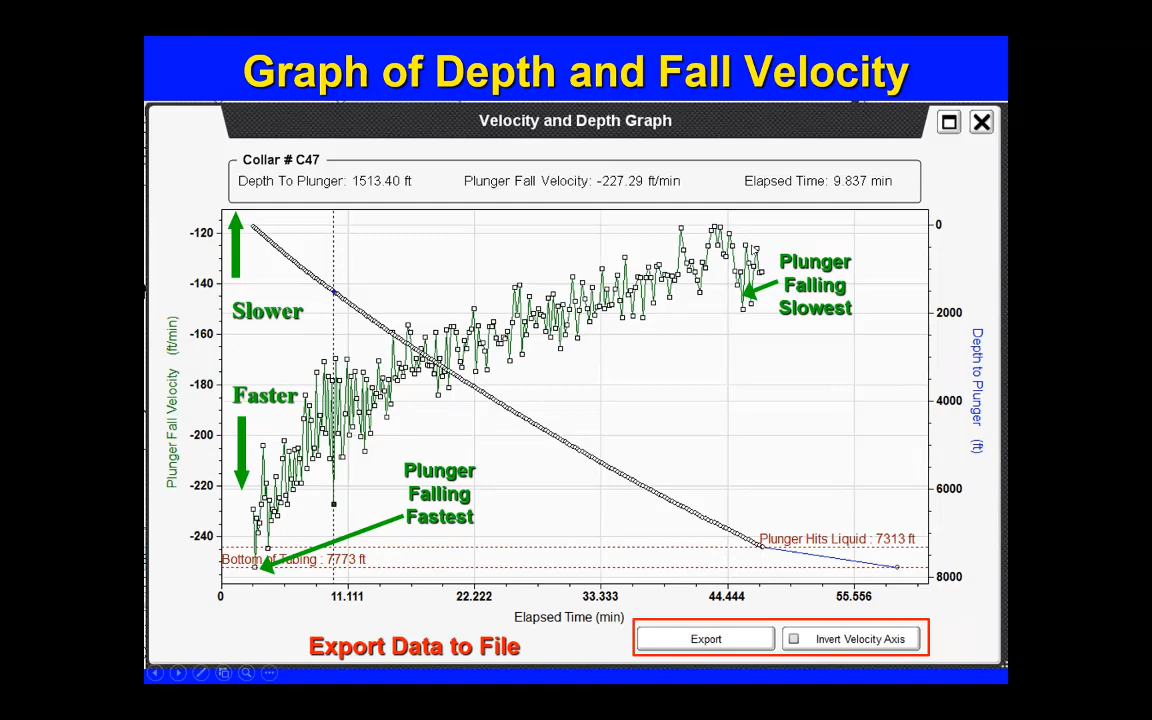 Graph of Depth and Fall Velocity
Velocity and Depth Graph
Collar # C47
Depth To Plunger: 1513.40 ft
Plunger Fall Velocity: -227.29 ft/min
Elapsed Time: 9.837 min
Slower
Faster
Plunger
Falling
Slowest
Plunger
Falling
Fastest
-120
-140
-160
-180
-200
-220
-240
Plunger Fall Velocity (ft/min)
0
2000
4000
6000
8000
Depth to Plunger (ft)
Plunger Hits Liquid : 7313 ft
Bottom of Tubing : 7773 ft
0
11.111
22.222
33.333
44.444
55.556
Elapsed Time (min)
Export Data to File
Export
Invert Velocity Axis